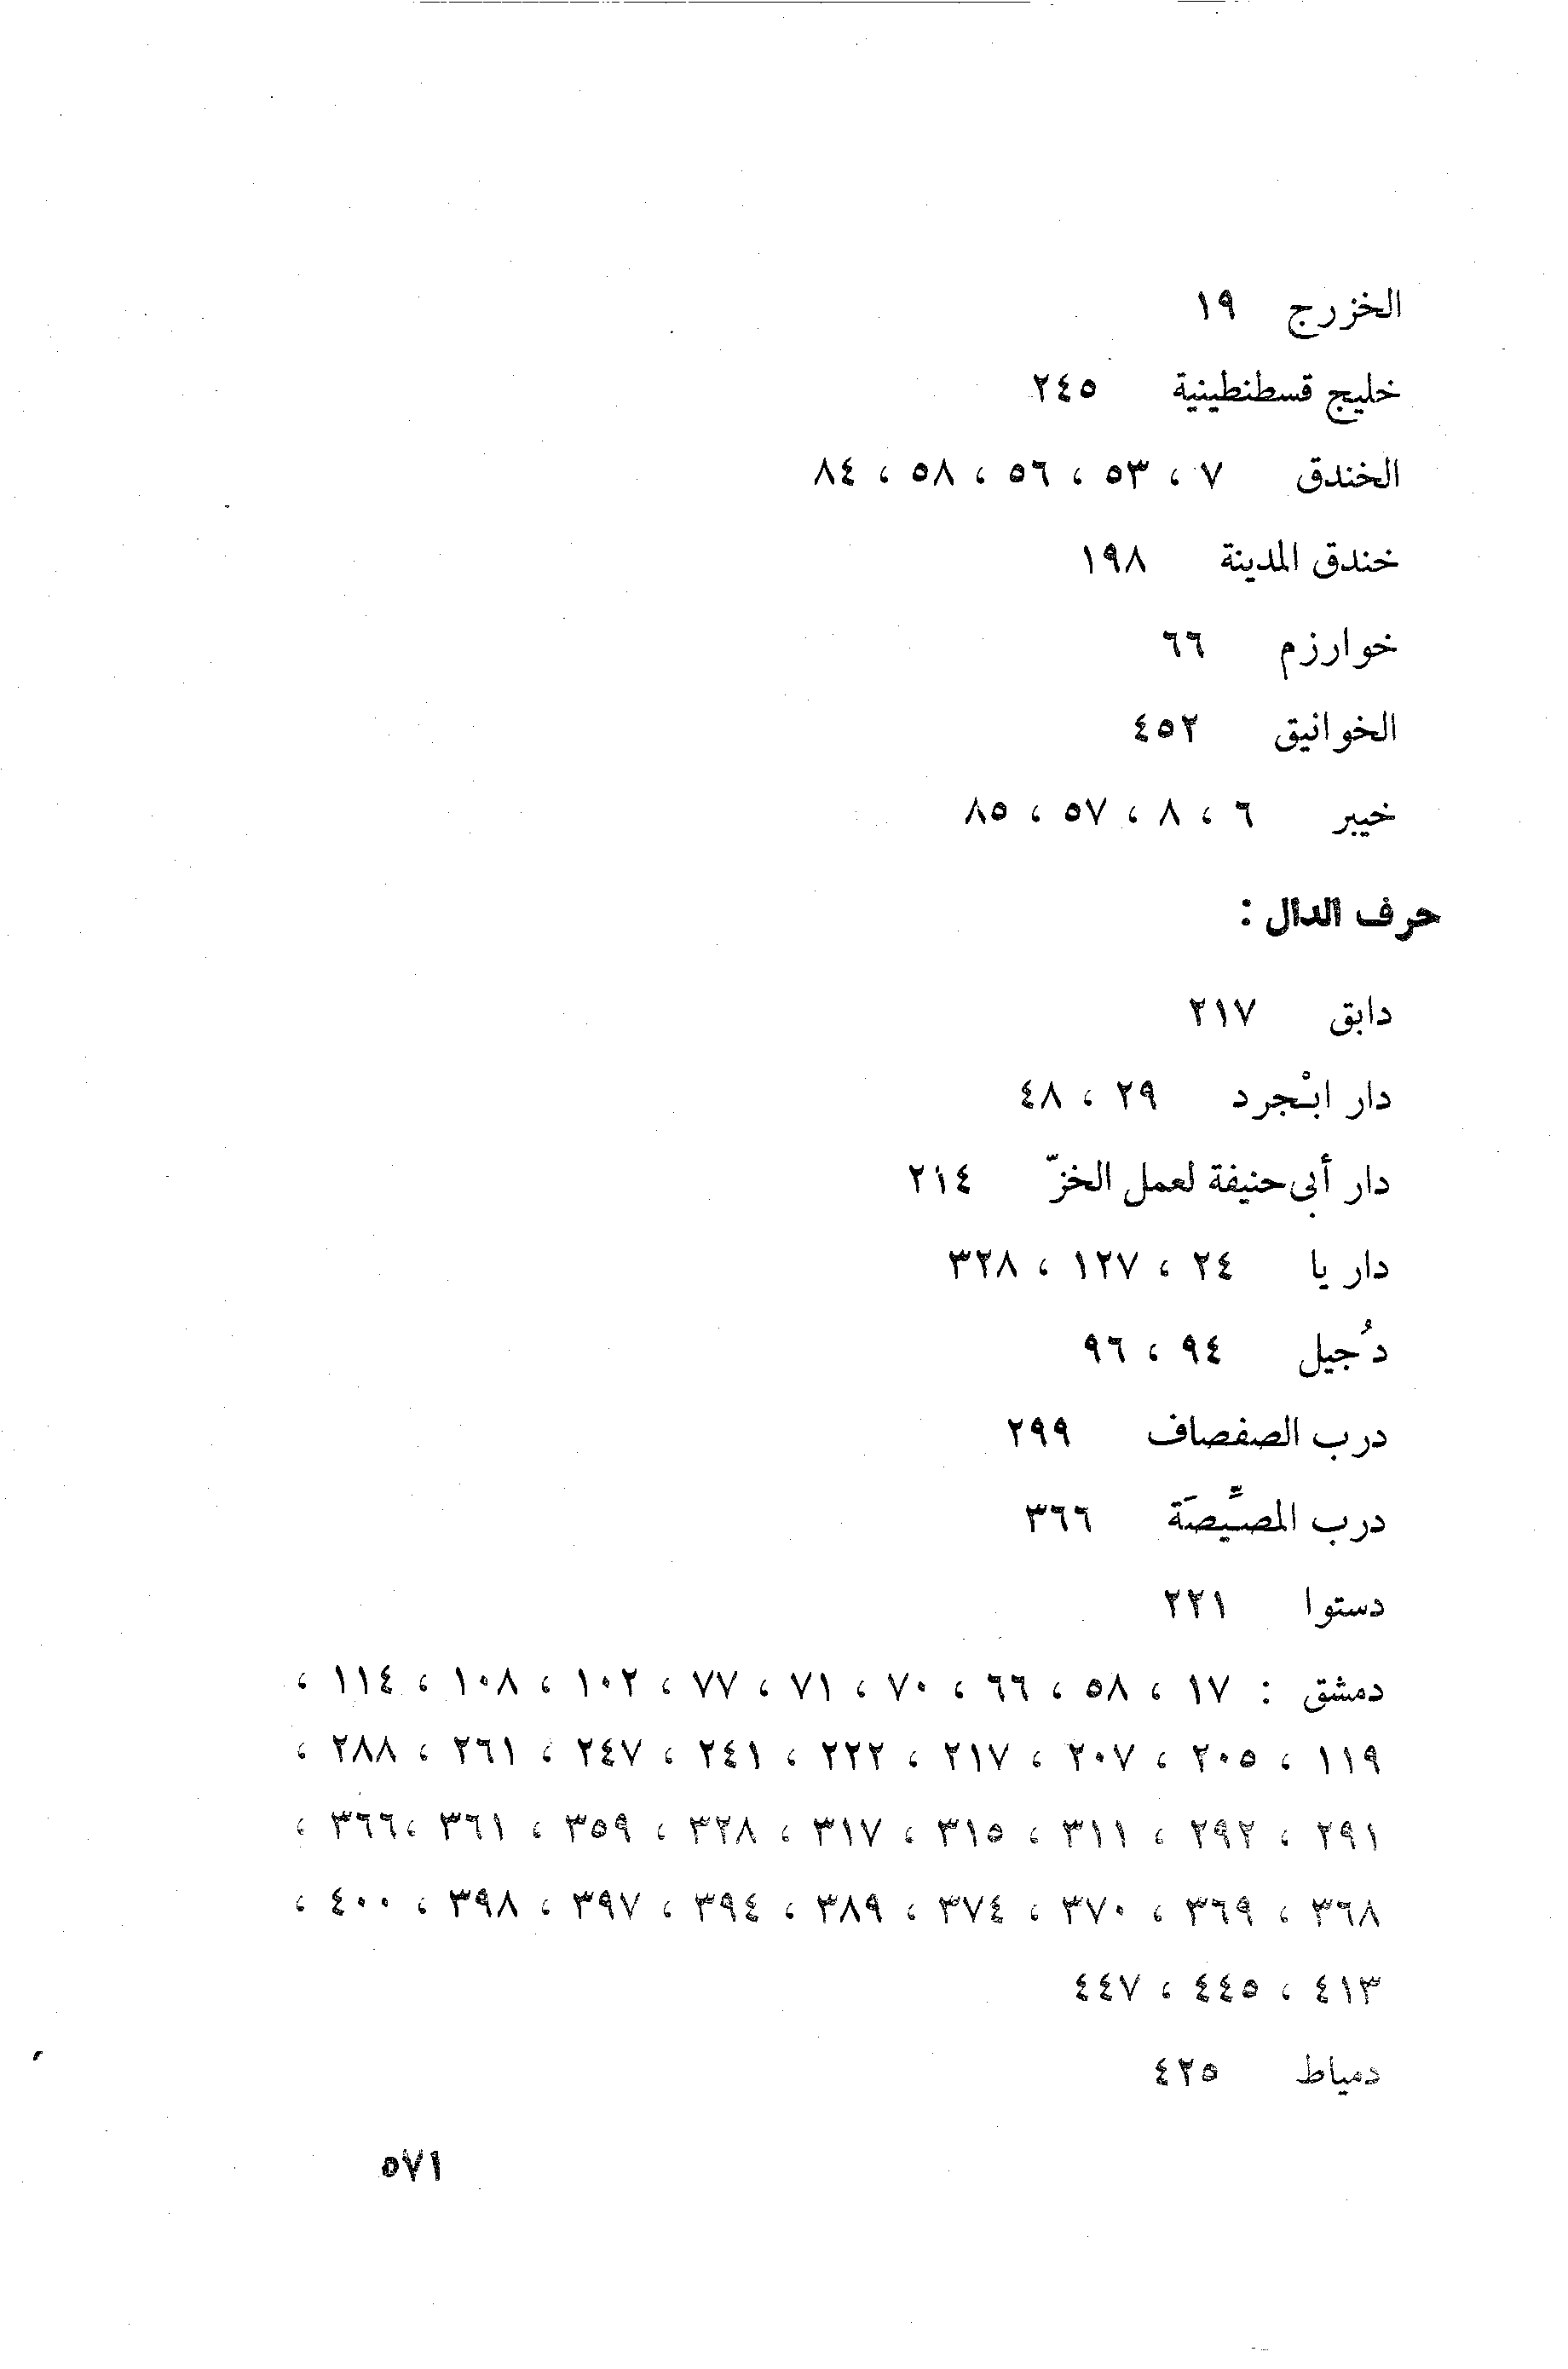 الخزرج ١٩
خليج قسطنطينية ٢٤٥
الخندق ٧ ، ٥٣ ، ٥٦ ، ٥٨ ، ٨٤
خندق المدينة ١٩٨
خوارزم ٦٦
الخوانيق ٤٥٢
خيبر ٦ ، ٨ ، ٥٧ ، ٨٥
حرف الدال :
دابق ٢١٧
دار ابْجرد ٢٩ ، ٤٨
دار أبي حنيفة لعمل الخزّ ٢١٤
داريا ٢٤ ، ١٢٧ ، ٣٢٨
دُجيل ٩٤ ، ٩٦
درب الصفصاف ٢٩٩
درب المصيَّصَة ٣٦٦
دستوا ٢٢١
دمشق : ١٧ ، ٥٨ ، ٦٦ ، ٧٠ ، ٧١ ، ٧٧ ، ١٠٢ ، ١٠٨ ، ١١٤ ،
١١٩ ، ٢٠٥ ، ٢٠٧ ، ٢١٧ ، ٢٢٢ ، ٢٤١ ، ٢٤٧ ، ٢٦١ ، ٢٨٨ ،
٢٩١ ، ٢٩٢ ، ٣١١ ، ٣١٥ ، ٣١٧ ، ٣٢٨ ، ٣٥٩ ، ٣٦١ ،٣٦٦ ،
٣٦٨ ، ٣٦٩ ، ٣٧٠ ، ٣٧٤ ، ٣٨٩ ، ٣٩٤ ، ٣٩٧ ، ٣٩٨ ، ٤٠٠ ،
٤١٣ ، ٤٤٥ ، ٤٤٧
دمياط ٤٢٥
٥٧١